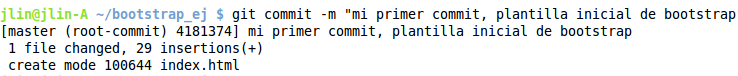 jlin@jlin-A ~/bootstrap_ej $ git commit -m "mi primer commit, plantilla inicial de bootstrap
[master (root-commit) 4181374] mi primer commit, plantilla inicial de bootstrap
1 file changed, 29 insertions(+)
create mode 100644 index.html